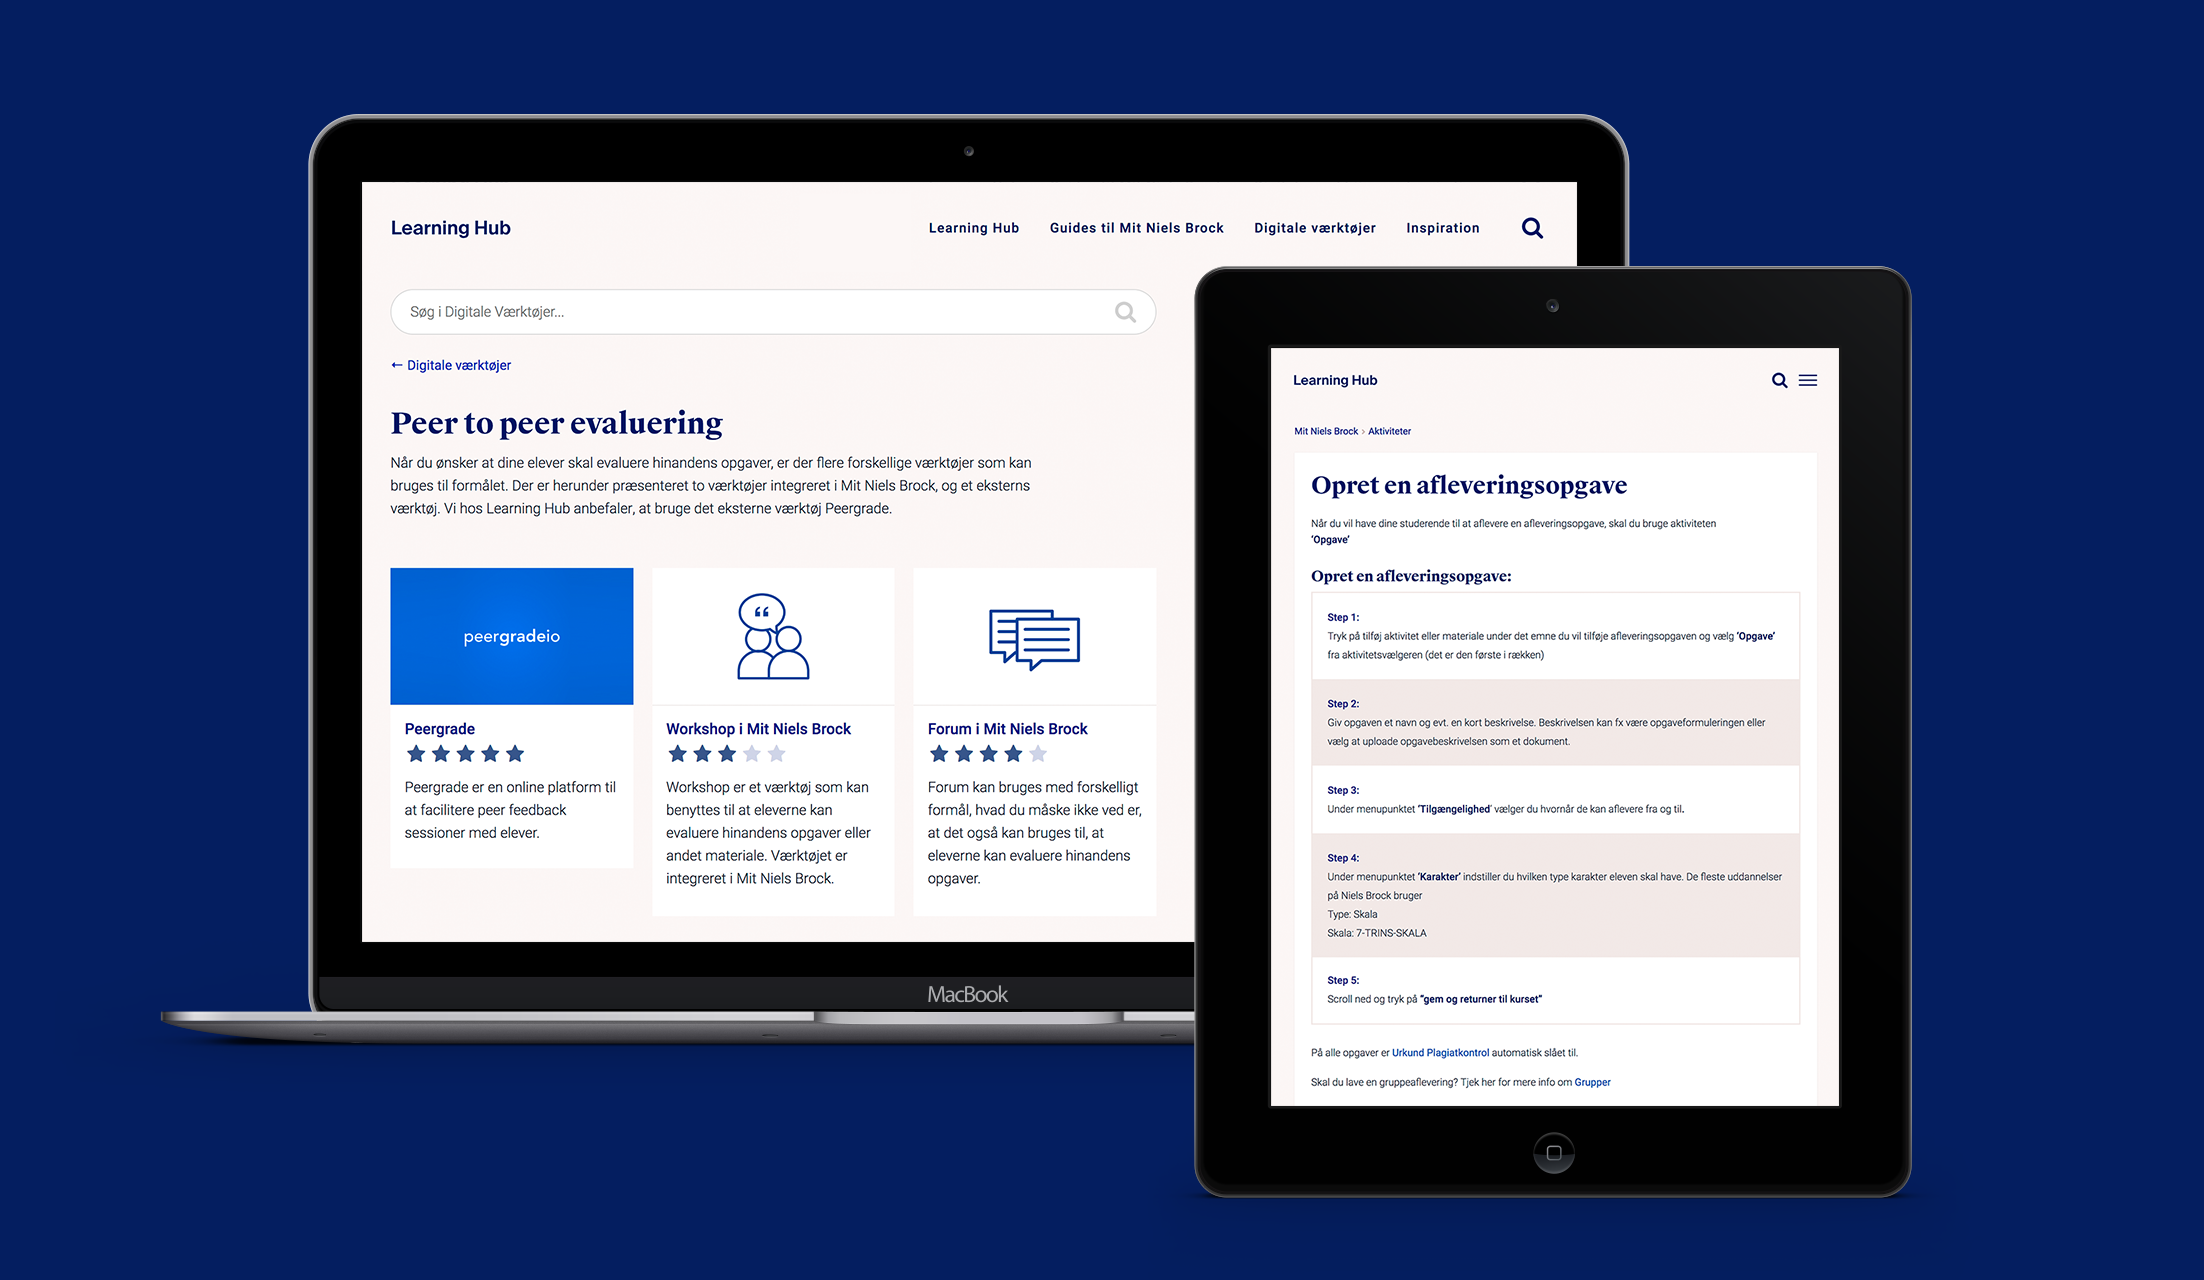 Learning Hub
Learning Hub Guides til Mit Niels Brock Digitale værktøjer Inspiration
Søg i Digitale Værktøjer...
← Digitale værktøjer
Peer to peer evaluering
Når du ønsker at dine elever skal evaluere hinandens opgaver, er der flere forskellige værktøjer som kan
bruges til formålet. Der er herunder præsenteret to værktøjer integreret i Mit Niels Brock, og et eksterns
værktøj. Vi hos Learning Hub anbefaler, at bruge det eksterne værktøj Peergrade.
peergradeio
Peergrade
Peergrade er en online platform til
at facilitere peer feedback
sessioner med elever.
“
Workshop i Mit Niels Brock
Workshop er et værktøj som kan
benyttes til at eleverne kan
evaluere hinandens opgaver eller
andet materiale. Værktøjet er
integreret i Mit Niels Brock.
Forum i Mit Niels Brock
Forum kan bruges med forskelligt
formål, hvad du måske ikke ved er,
at det også kan bruges til, at
eleverne kan evaluere hinandens
opgaver.
MacBook
Learning Hub
Mit Niels Brock › Aktiviteter
Opret en afleveringsopgave
Når du vil have dine studerende til at aflevere en afleveringsopgave, skal du bruge aktiviteten
‘Opgave’
Opret en afleveringsopgave:
Step 1:
Tryk på tilføj aktivitet eller materiale under det emne du vil tilføje afleveringsopgaven og vælg ‘Opgave’
fra aktivitetsvælgeren (det er den første i rækken)
Step 2:
Giv opgaven et navn og evt. en kort beskrivelse. Beskrivelsen kan fx være opgaveformuleringen eller
vælg at uploade opgavebeskrivelsen som et dokument.
Step 3:
Under menupunktet ‘Tilgængelighed’ vælger du hvornår de kan aflevere fra og til.
Step 4:
Under menupunktet ‘Karakter’ indstiller du hvilken type karakter eleven skal have. De fleste uddannelser
på Niels Brock bruger
Type: Skala
Skala: 7-TRINS-SKALA
Step 5:
Scroll ned og tryk på “gem og returner til kurset”
På alle opgaver er Urkund Plagiatkontrol automatisk slået til.
Skal du lave en gruppeaflevering? Tjek her for mere info om Grupper